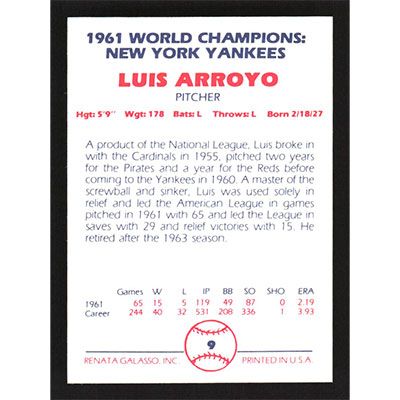 1961 WORLD CHAMPIONS:
NEW YORK YANKEES
LUIS ARROYO
PITCHER
Hgt: 5'9" Wgt: 178 Bats: L Throws: L Born 2/18/27
A product of the National League, Luis broke in
with the Cardinals in 1955, pitched two years
for the Pirates and a year for the Reds before
coming to the Yankees in 1960. A master of the
screwball and sinker, Luis was used solely in
relief and led the American League in games
pitched in 1961 with 65 and led the League in
saves with 29 and relief victories with 15. He
retired after the 1963 season.
Games W L IP BB SO SHO ERA
1961 65 15 5 119 49 87 0 2.19
Career 244 40 32 531 208 336 1 3.93
9
RENATA GALASSO, INC. PRINTED IN U.S.A.